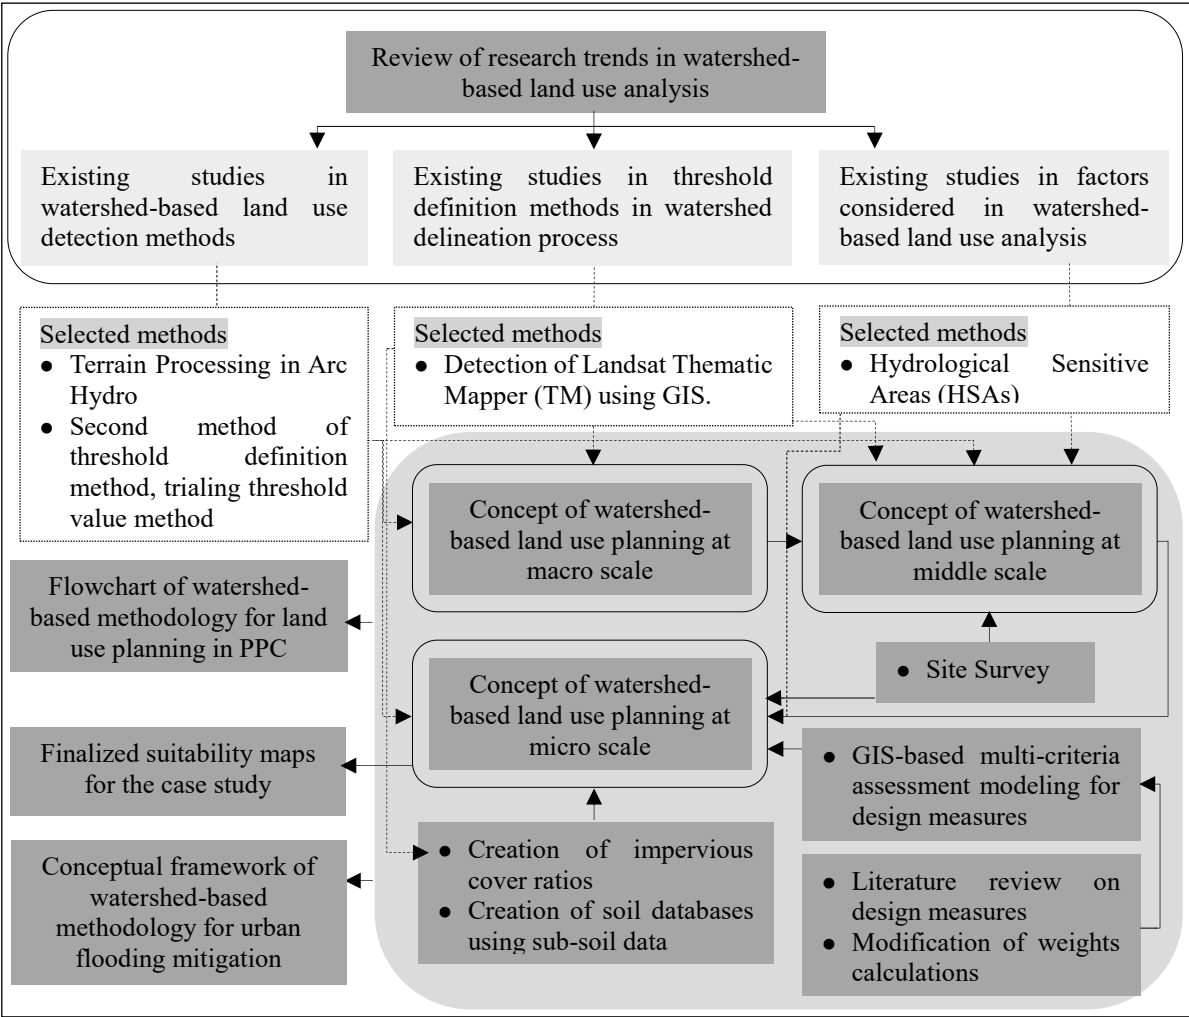 Review of research trends in watershed-
based land use analysis
Existing studies in
watershed-based land use
detection methods
Existing studies in threshold
definition methods in watershed
delineation process
Existing studies in factors
considered in watershed-
based land use analysis
Selected methods
● Terrain Processing in Arc
Hydro
● Second method of
threshold definition
method, trialing threshold
value method
Selected methods
● Detection of Landsat Thematic
Mapper (TM) using GIS.
Selected methods
● Hydrological Sensitive
Areas (HSAs)
Concept of watershed-
based land use planning at
macro scale
Concept of watershed-
based land use planning at
middle scale
Flowchart of watershed-
based methodology for land
use planning in PPC
Concept of watershed-
based land use planning at
micro scale
● Site Survey
Finalized suitability maps
for the case study
● GIS-based multi-criteria
assessment modeling for
design measures
Conceptual framework of
watershed-based
methodology for urban
flooding mitigation
● Creation of impervious
cover ratios
● Creation of soil databases
using sub-soil data
● Literature review on
design measures
● Modification of weights
calculations